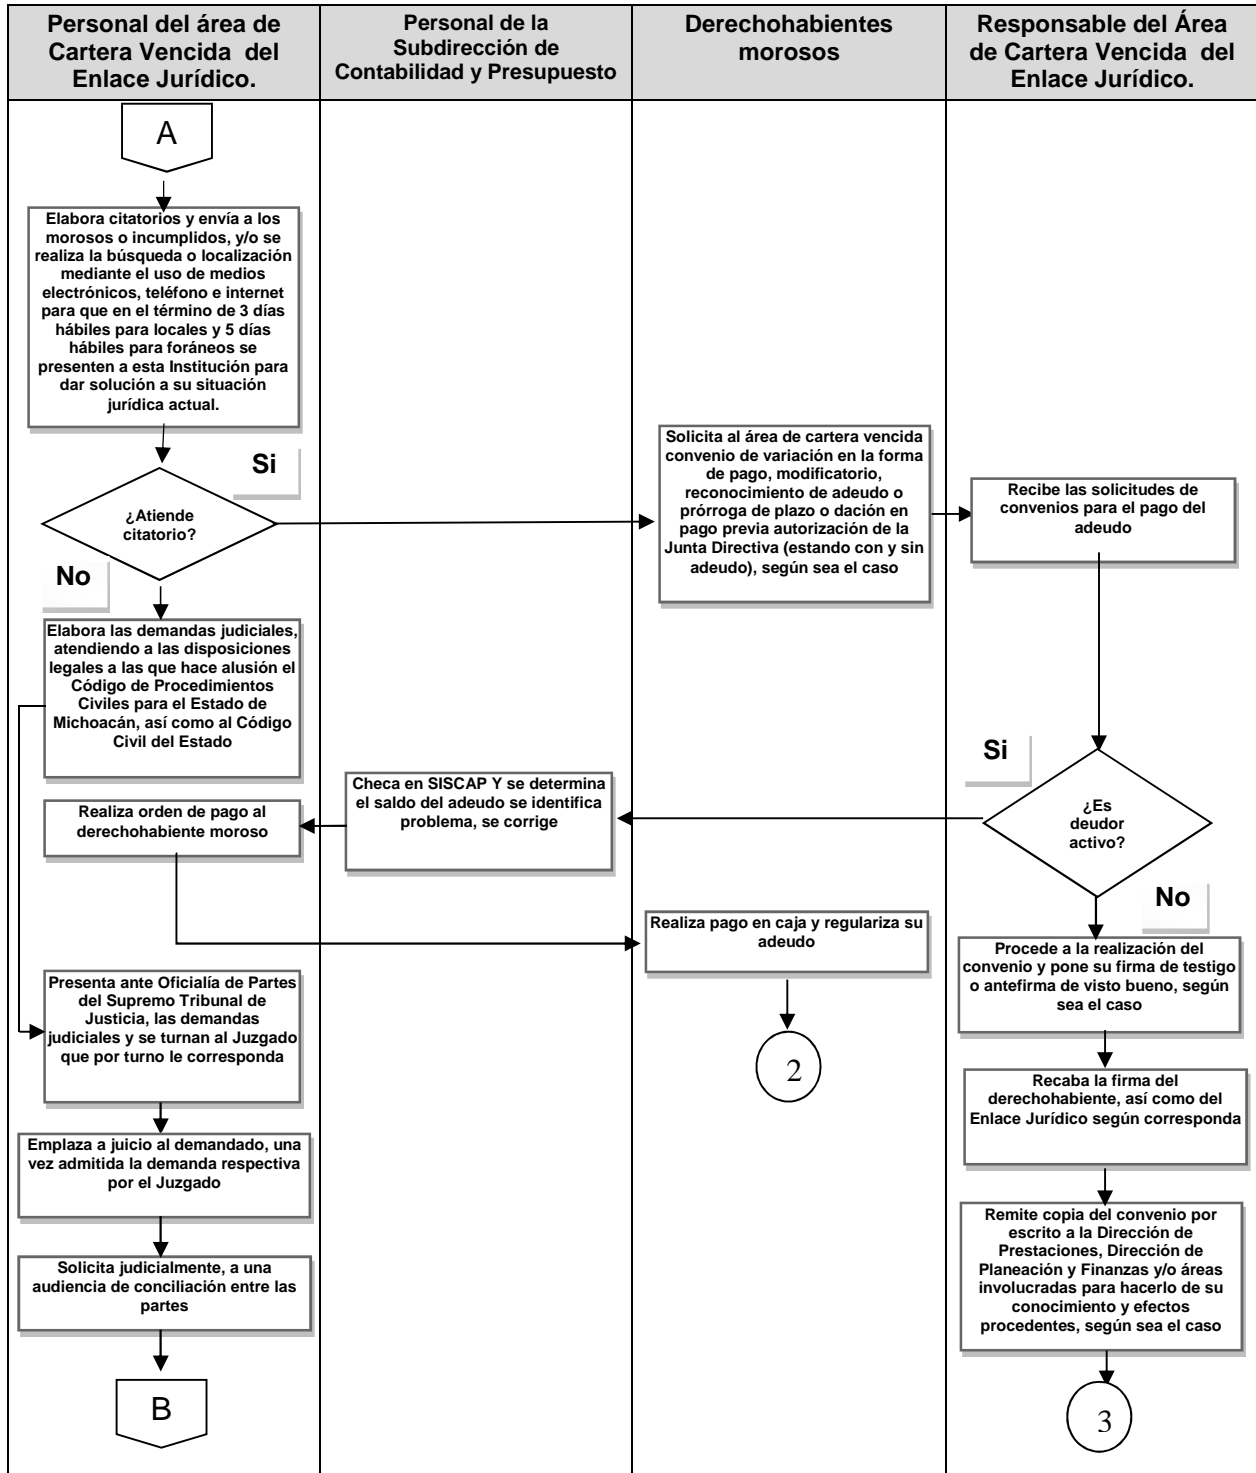 Personal del área de
Cartera Vencida del
Enlace Jurídico.
Personal de la
Subdirección de
Contabilidad y Presupuesto
Derechohabientes
morosos
Responsable del Área
de Cartera Vencida del
Enlace Jurídico.
A
Elabora citatorios y envía a los
morosos o incumplidos, y/o se
realiza la búsqueda o localización
mediante el uso de medios
electrónicos, teléfono e internet
para que en el término de 3 días
hábiles para locales y 5 días
hábiles para foráneos se
presenten a esta Institución para
dar solución a su situación
jurídica actual.
Si
¿Atiende
citatorio?
No
Solicita al área de cartera vencida
convenio de variación en la forma
de pago, modificatorio,
reconocimiento de adeudo o
prórroga de plazo o dación en
pago previa autorización de la
Junta Directiva (estando con y sin
adeudo), según sea el caso
Recibe las solicitudes de
convenios para el pago del
adeudo
Elabora las demandas judiciales,
atendiendo a las disposiciones
legales a las que hace alusión el
Código de Procedimientos
Civiles para el Estado de
Michoacán, así como al Código
Civil del Estado
Si
¿Es
deudor
activo?
No
Checa en SISCAP Y se determina
el saldo del adeudo se identifica
problema, se corrige
Realiza orden de pago al
derechohabiente moroso
Realiza pago en caja y regulariza su
adeudo
2
Procede a la realización del
convenio y pone su firma de testigo
o antefirma de visto bueno, según
sea el caso
Presenta ante Oficialía de Partes
del Supremo Tribunal de
Justicia, las demandas
judiciales y se turnan al Juzgado
que por turno le corresponda
Recaba la firma del
derechohabiente, así como del
Enlace Jurídico según corresponda
Emplaza a juicio al demandado, una
vez admitida la demanda respectiva
por el Juzgado
Remite copia del convenio por
escrito a la Dirección de
Prestaciones, Dirección de
Planeación y Finanzas y/o áreas
involucradas para hacerlo de su
conocimiento y efectos
procedentes, según sea el caso
Solicita judicialmente, a una
audiencia de conciliación entre las
partes
B
3